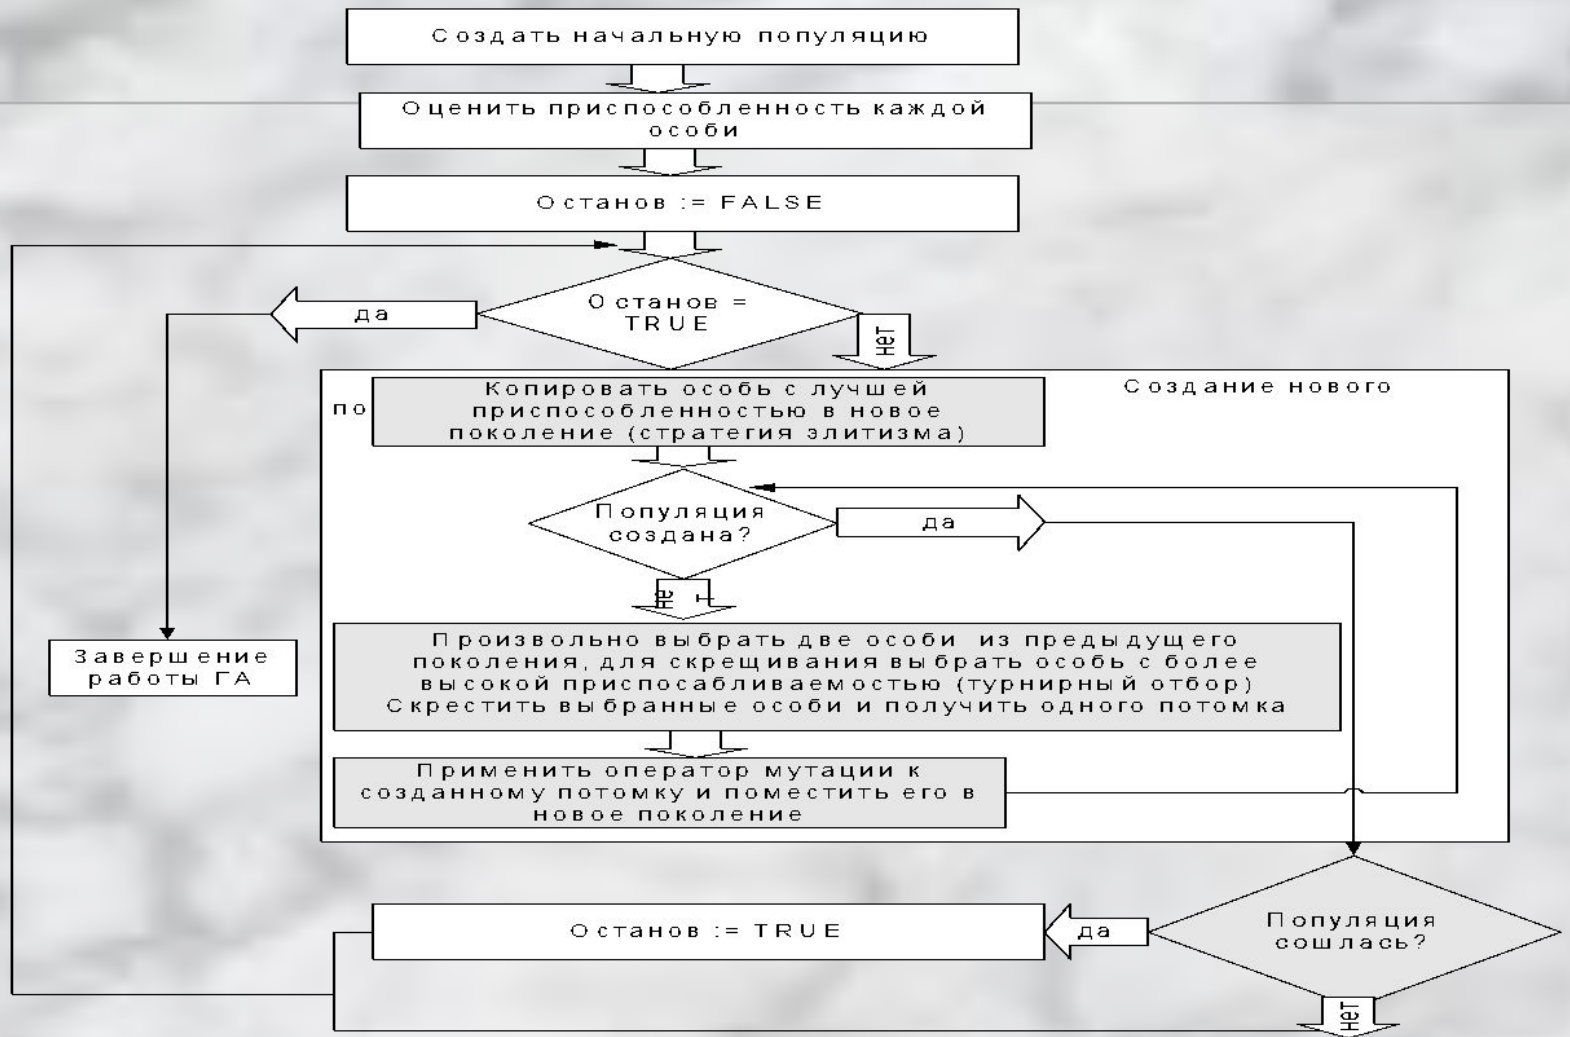 Создать начальную популяцию
Оценить приспособленность каждой
особи
Останов := FALSE
Останов =
TRUE
да
нет
Создание нового
по
Копировать особь с лучшей
приспособленностью в новое
поколение (стратегия элитизма)
Популяция
создана?
да
не т
Произвольно выбрать две особи из предыдущего
поколения, для скрещивания выбрать особь с более
высокой приспосабливаемостью (турнирный отбор)
Скрестить выбранные особи и получить одного потомка
Завершение
работы ГА
Применить оператор мутации к
созданному потомку и поместить его в
новое поколение
Популяция
сошлась?
да
Останов := TRUE
нет